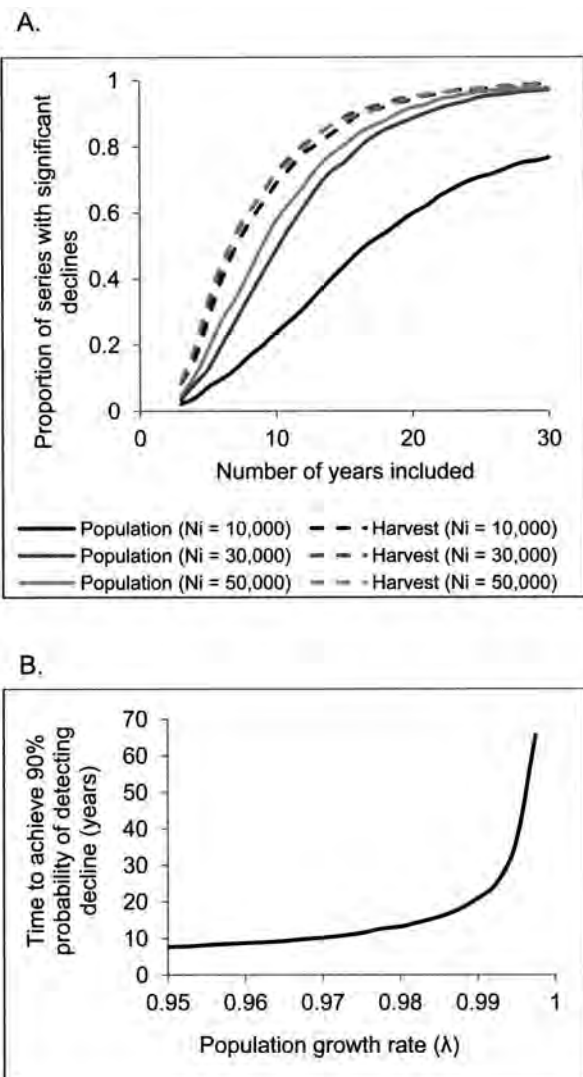 A.
Proportion of series with significant
declines
1
0.8
0.6
0.4
0.2
0
0 10 20 30
Number of years included
Population (Ni = 10,000) Harvest (Ni = 10,000)
Population (Ni = 30,000) Harvest (Ni = 30,000)
Population (Ni = 50,000) Harvest (Ni = 50,000)
B.
Time to achieve 90%
probability of detecting
decline (years)
70
60
50
40
30
20
10
0
0.95 0.96 0.97 0.98 0.99 1
Population growth rate (λ)